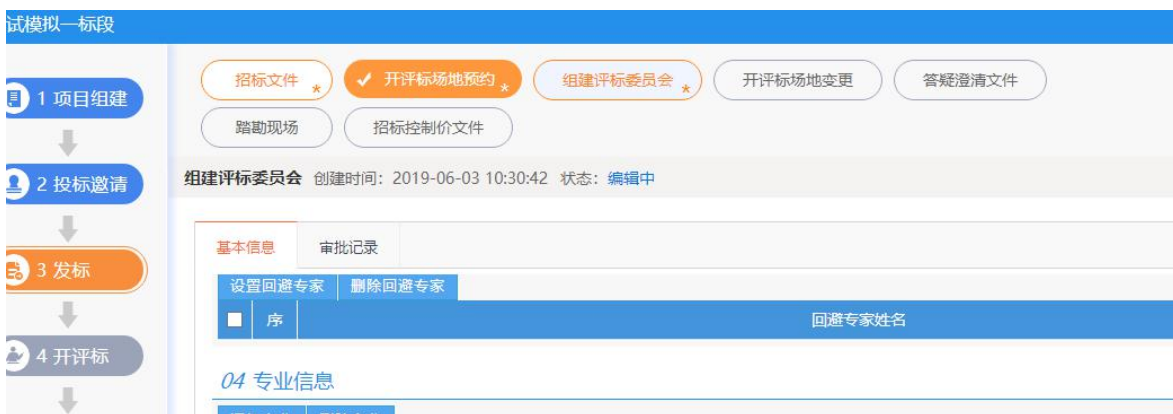 试模拟一标段
招标文件 *
✓ 开评标场地预约 *
组建评标委员会 *
开评标场地变更
答疑澄清文件
1 项目组建
踏勘现场
招标控制价文件
2 投标邀请
组建评标委员会 创建时间：2019-06-03 10:30:42 状态：编辑中
基本信息 审批记录
3 发标
设置回避专家 删除回避专家
序 回避专家姓名
4 开评标
04 专业信息